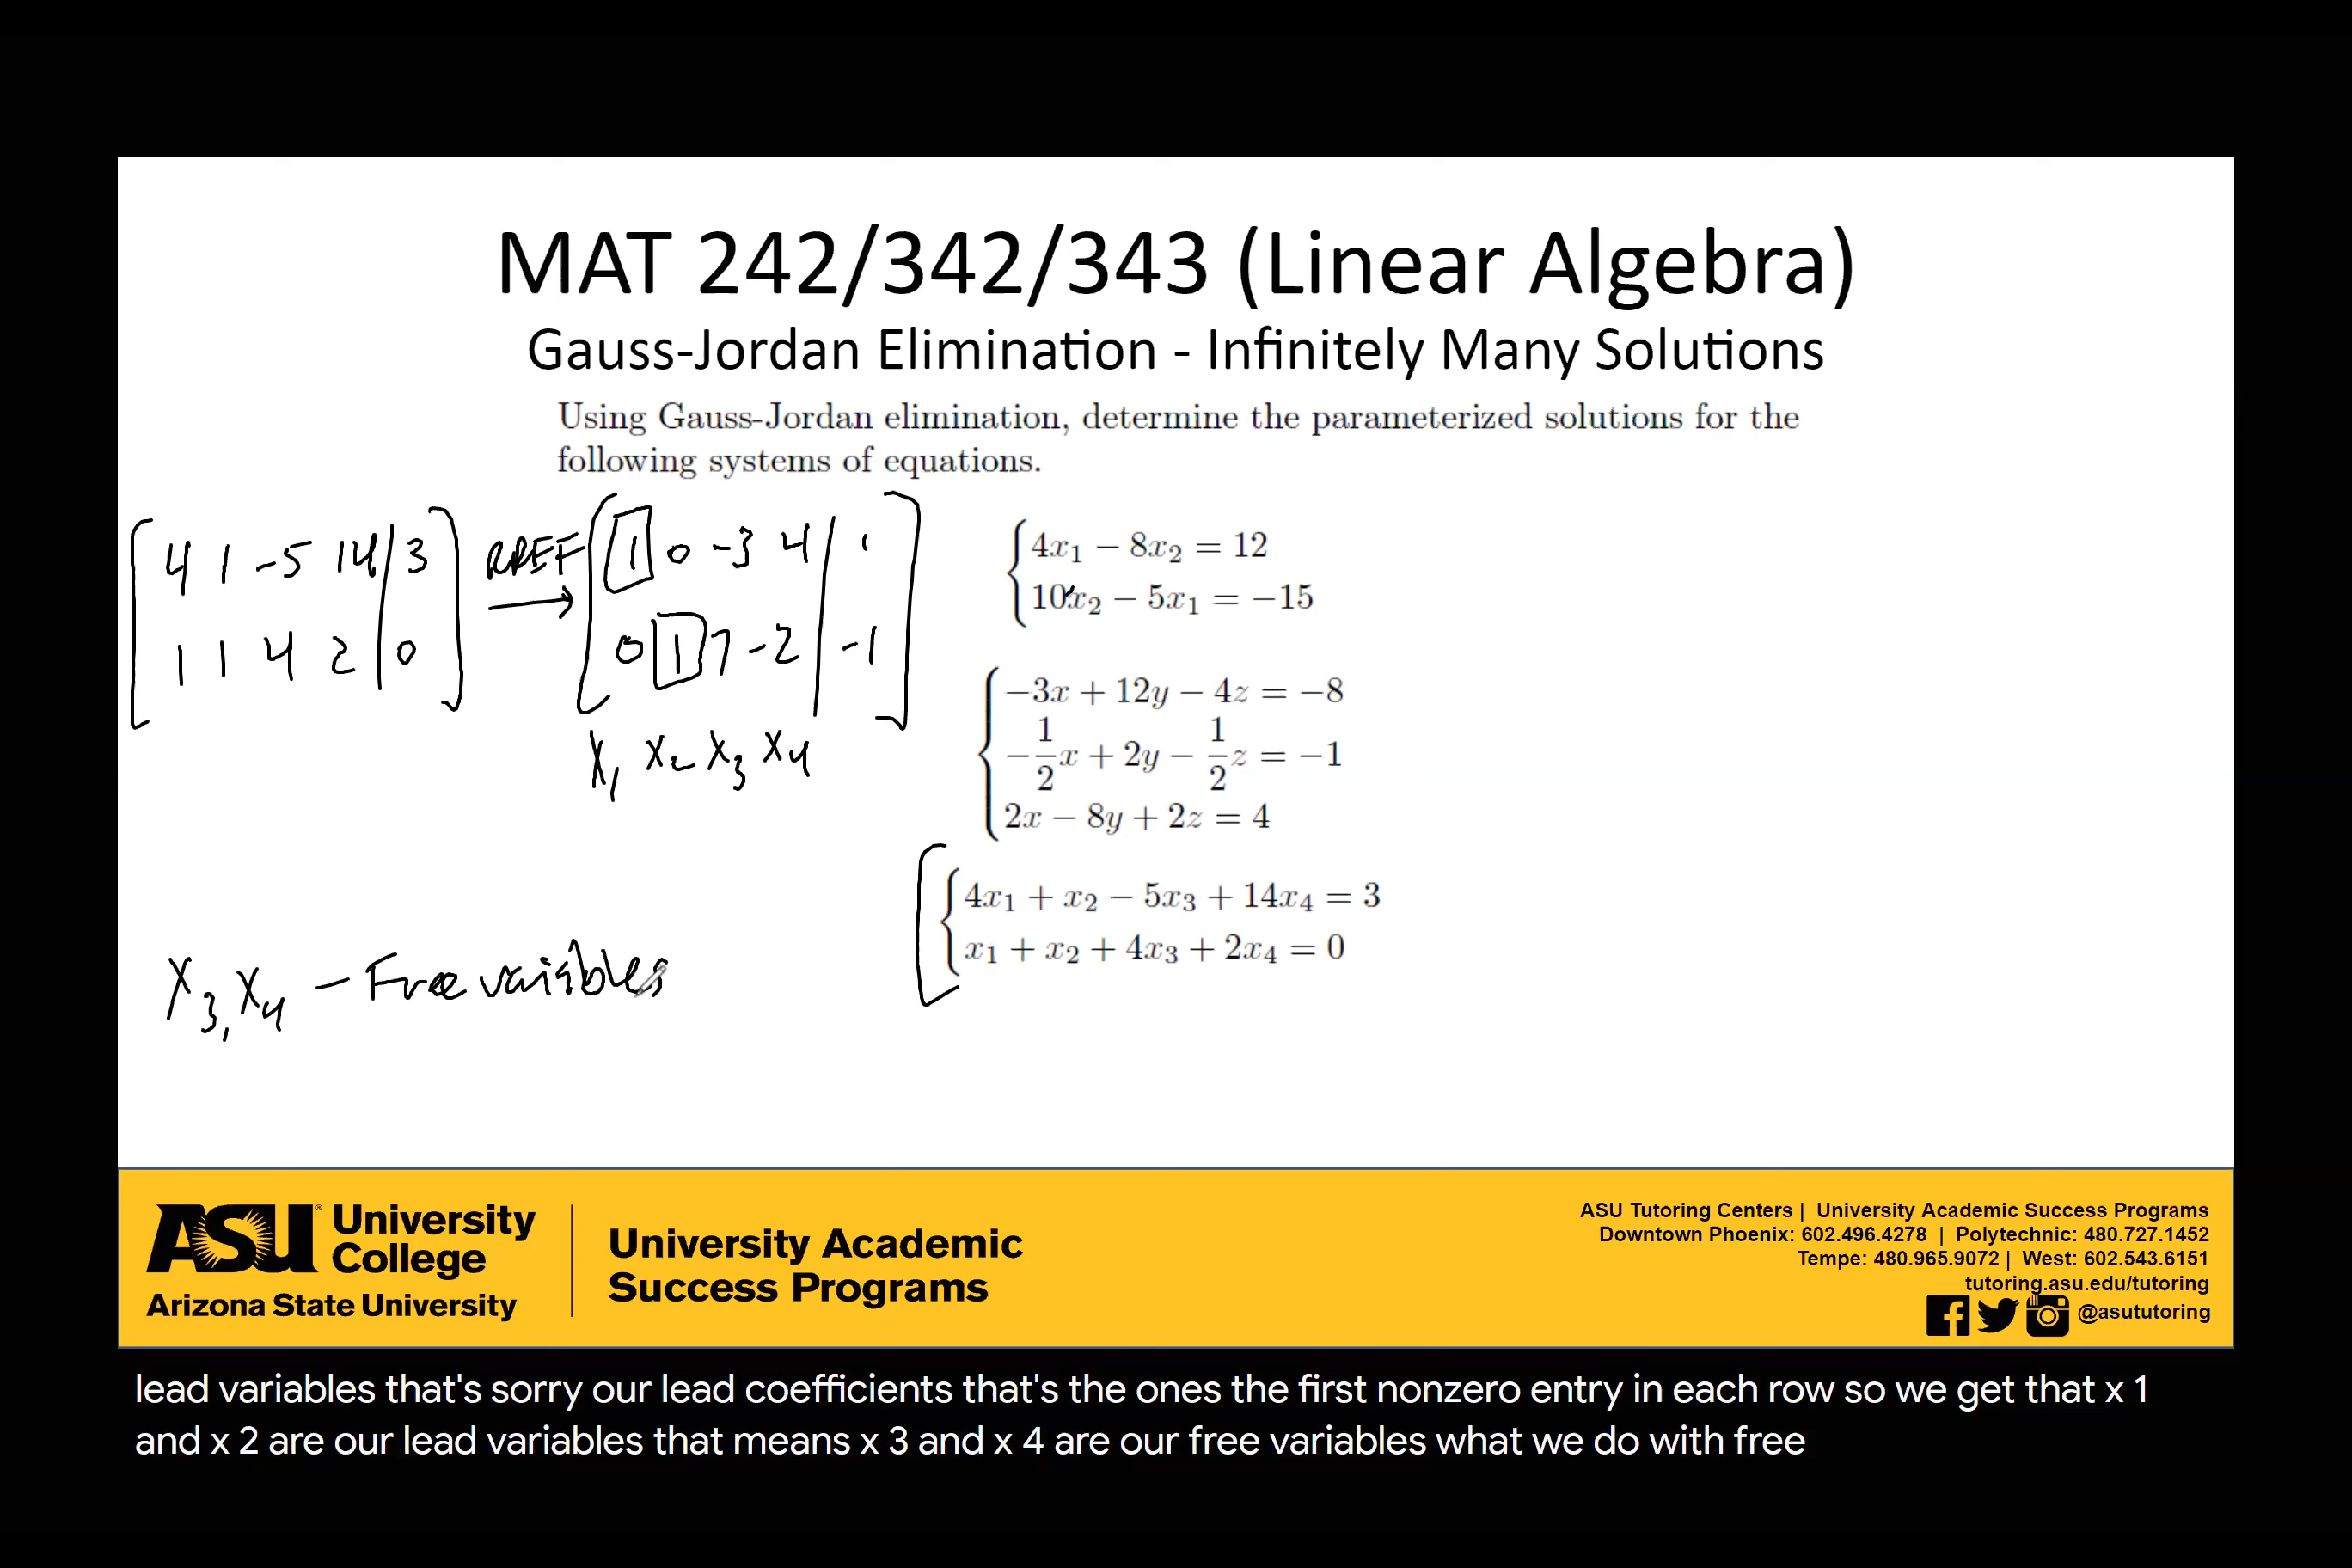 MAT 242/342/343 (Linear Algebra)
Gauss-Jordan Elimination - Infinitely Many Solutions
Using Gauss-Jordan elimination, determine the parameterized solutions for the
following systems of equations.
4 1 -5 14 | 3
1 1 4 2 | 0
RREF →
1 0 -3 4 | 1
0 1 7 -2 | -1
x₁ x₂ x₃ x₄
x₃, x₄ - Free variables
4x₁ − 8x₂ = 12
10x₂ − 5x₁ = −15
−3x + 12y − 4z = −8
−1/2x + 2y − 1/2z = −1
2x − 8y + 2z = 4
4x₁ + x₂ − 5x₃ + 14x₄ = 3
x₁ + x₂ + 4x₃ + 2x₄ = 0
ASU® University
College
Arizona State University
University Academic
Success Programs
ASU Tutoring Centers | University Academic Success Programs
Downtown Phoenix: 602.496.4278 | Polytechnic: 480.727.1452
Tempe: 480.965.9072 | West: 602.543.6151
tutoring.asu.edu/tutoring
@asututoring
lead variables that's sorry our lead coefficients that's the ones the first nonzero entry in each row so we get that x 1
and x 2 are our lead variables that means x 3 and x 4 are our free variables what we do with free